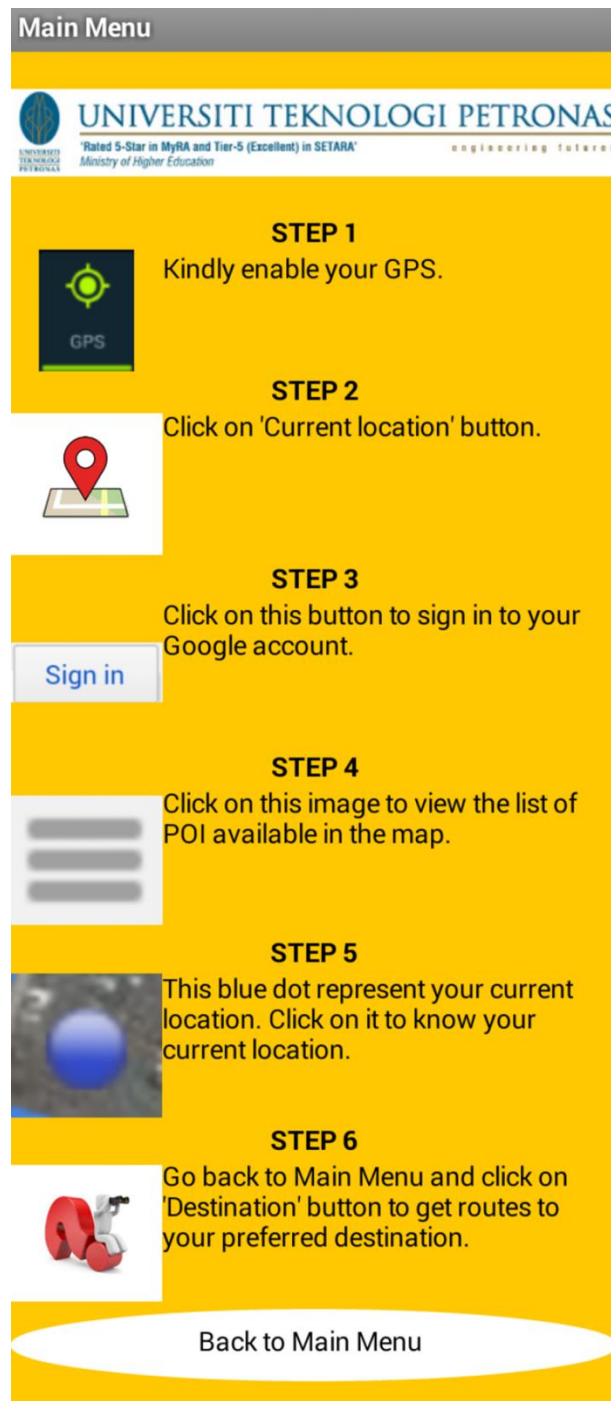 Main Menu
UNIVERSITI TEKNOLOGI PETRONAS
'Rated 5-Star in MyRA and Tier-5 (Excellent) in SETARA'
Ministry of Higher Education
engineering futures
UNIVERSITI
TEKNOLOGI
PETRONAS
STEP 1
Kindly enable your GPS.
GPS
STEP 2
Click on 'Current location' button.
STEP 3
Click on this button to sign in to your
Google account.
Sign in
STEP 4
Click on this image to view the list of
POI available in the map.
STEP 5
This blue dot represent your current
location. Click on it to know your
current location.
STEP 6
Go back to Main Menu and click on
'Destination' button to get routes to
your preferred destination.
Back to Main Menu